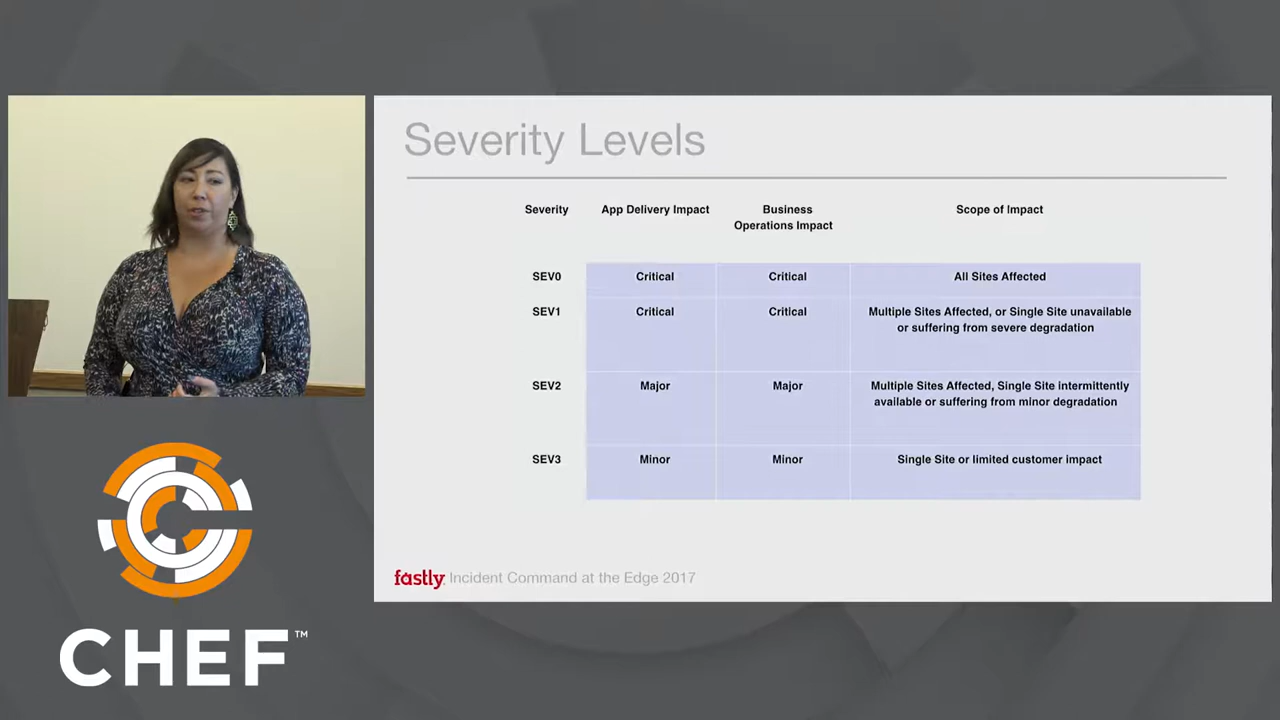 Severity Levels
Severity
App Delivery Impact
Business
Operations Impact
Scope of Impact
SEV0
Critical
Critical
All Sites Affected
SEV1
Critical
Critical
Multiple Sites Affected, or Single Site unavailable
or suffering from severe degradation
SEV2
Major
Major
Multiple Sites Affected, Single Site intermittently
available or suffering from minor degradation
SEV3
Minor
Minor
Single Site or limited customer impact
fastly Incident Command at the Edge 2017
CHEF™